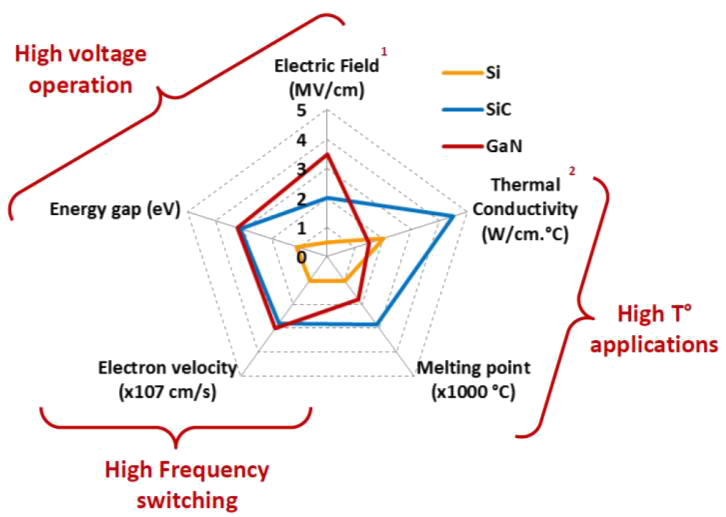 High voltage
operation
Electric Field 1
(MV/cm)
5
4
3
2
1
0
Si
SiC
GaN
Thermal 2
Conductivity
(W/cm.°C)
Energy gap (eV)
High T°
applications
Electron velocity
(x107 cm/s)
Melting point
(x1000 °C)
High Frequency
switching